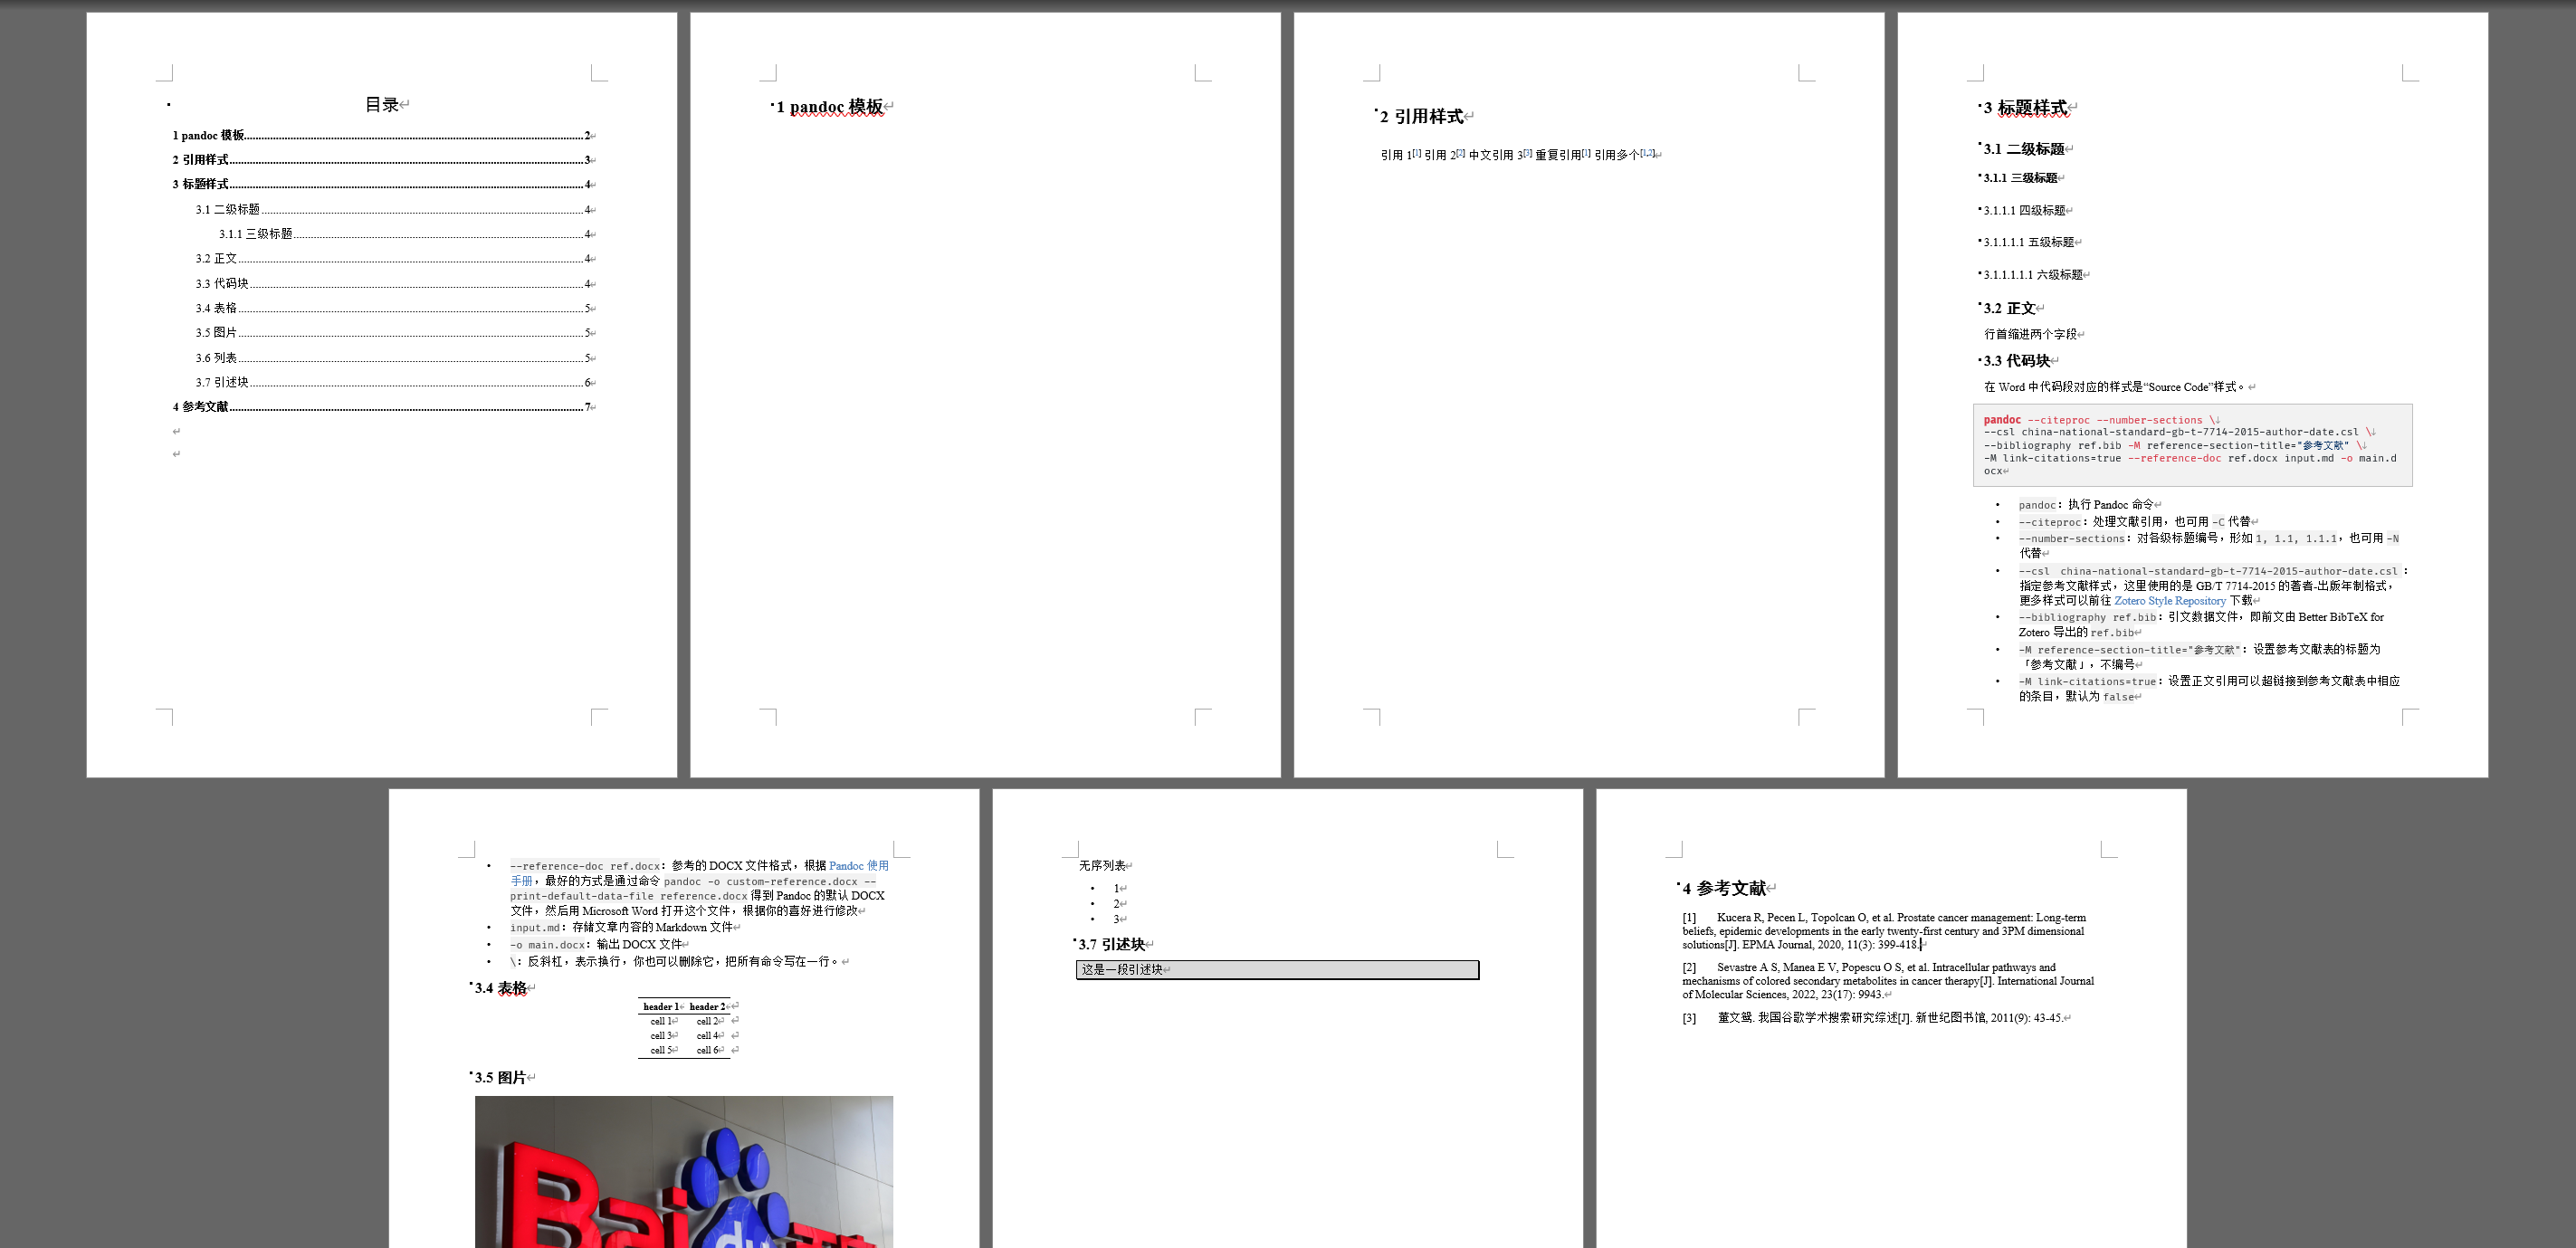 目录
1 pandoc 模板 2
2 引用样式 3
3 标题样式 4
3.1 二级标题 4
3.1.1 三级标题 4
3.2 正文 4
3.3 代码块 4
3.4 表格 5
3.5 图片 5
3.6 列表 5
3.7 引述块 6
4 参考文献 7
1 pandoc 模板
2 引用样式
引用 1[1] 引用 2[2] 中文引用 3[3] 重复引用[1] 引用多个[1,2]
3 标题样式
3.1 二级标题
3.1.1 三级标题
3.1.1.1 四级标题
3.1.1.1.1 五级标题
3.1.1.1.1.1 六级标题
3.2 正文
行首缩进两个字段
3.3 代码块
在 Word 中代码段对应的样式是“Source Code”样式。
pandoc --citeproc --number-sections \
--csl china-national-standard-gb-t-7714-2015-author-date.csl \
--bibliography ref.bib -M reference-section-title="参考文献" \
-M link-citations=true --reference-doc ref.docx input.md -o main.d
ocx
• pandoc：执行 Pandoc 命令
• --citeproc：处理文献引用，也可用 -C 代替
• --number-sections：对各级标题编号，形如 1, 1.1, 1.1.1，也可用 -N
代替
• --csl china-national-standard-gb-t-7714-2015-author-date.csl：
指定参考文献样式，这里使用的是 GB/T 7714-2015 的著者-出版年制格式，
更多样式可以前往 Zotero Style Repository 下载
• --bibliography ref.bib：引文数据文件，即前文由 Better BibTeX for
Zotero 导出的 ref.bib
• -M reference-section-title="参考文献"：设置参考文献表的标题为
「参考文献」，不编号
• -M link-citations=true：设置正文引用可以超链接到参考文献表中相应
的条目，默认为 false
• --reference-doc ref.docx：参考的 DOCX 文件格式，根据 Pandoc 使用
手册，最好的方式是通过命令 pandoc -o custom-reference.docx --
print-default-data-file reference.docx 得到 Pandoc 的默认 DOCX
文件，然后用 Microsoft Word 打开这个文件，根据你的喜好进行修改
• input.md：存储文章内容的 Markdown 文件
• -o main.docx：输出 DOCX 文件
• \：反斜杠，表示换行，你也可以删除它，把所有命令写在一行。
3.4 表格
header 1 header 2
cell 1 cell 2
cell 3 cell 4
cell 5 cell 6
3.5 图片
Bai du
无序列表
• 1
• 2
• 3
3.7 引述块
这是一段引述块
4 参考文献
[1] Kucera R, Pecen L, Topolcan O, et al. Prostate cancer management: Long-term
beliefs, epidemic developments in the early twenty-first century and 3PM dimensional
solutions[J]. EPMA Journal, 2020, 11(3): 399-418.
[2] Sevastre A S, Manea E V, Popescu O S, et al. Intracellular pathways and
mechanisms of colored secondary metabolites in cancer therapy[J]. International Journal
of Molecular Sciences, 2022, 23(17): 9943.
[3] 董文鸳. 我国谷歌学术搜索研究综述[J]. 新世纪图书馆, 2011(9): 43-45.